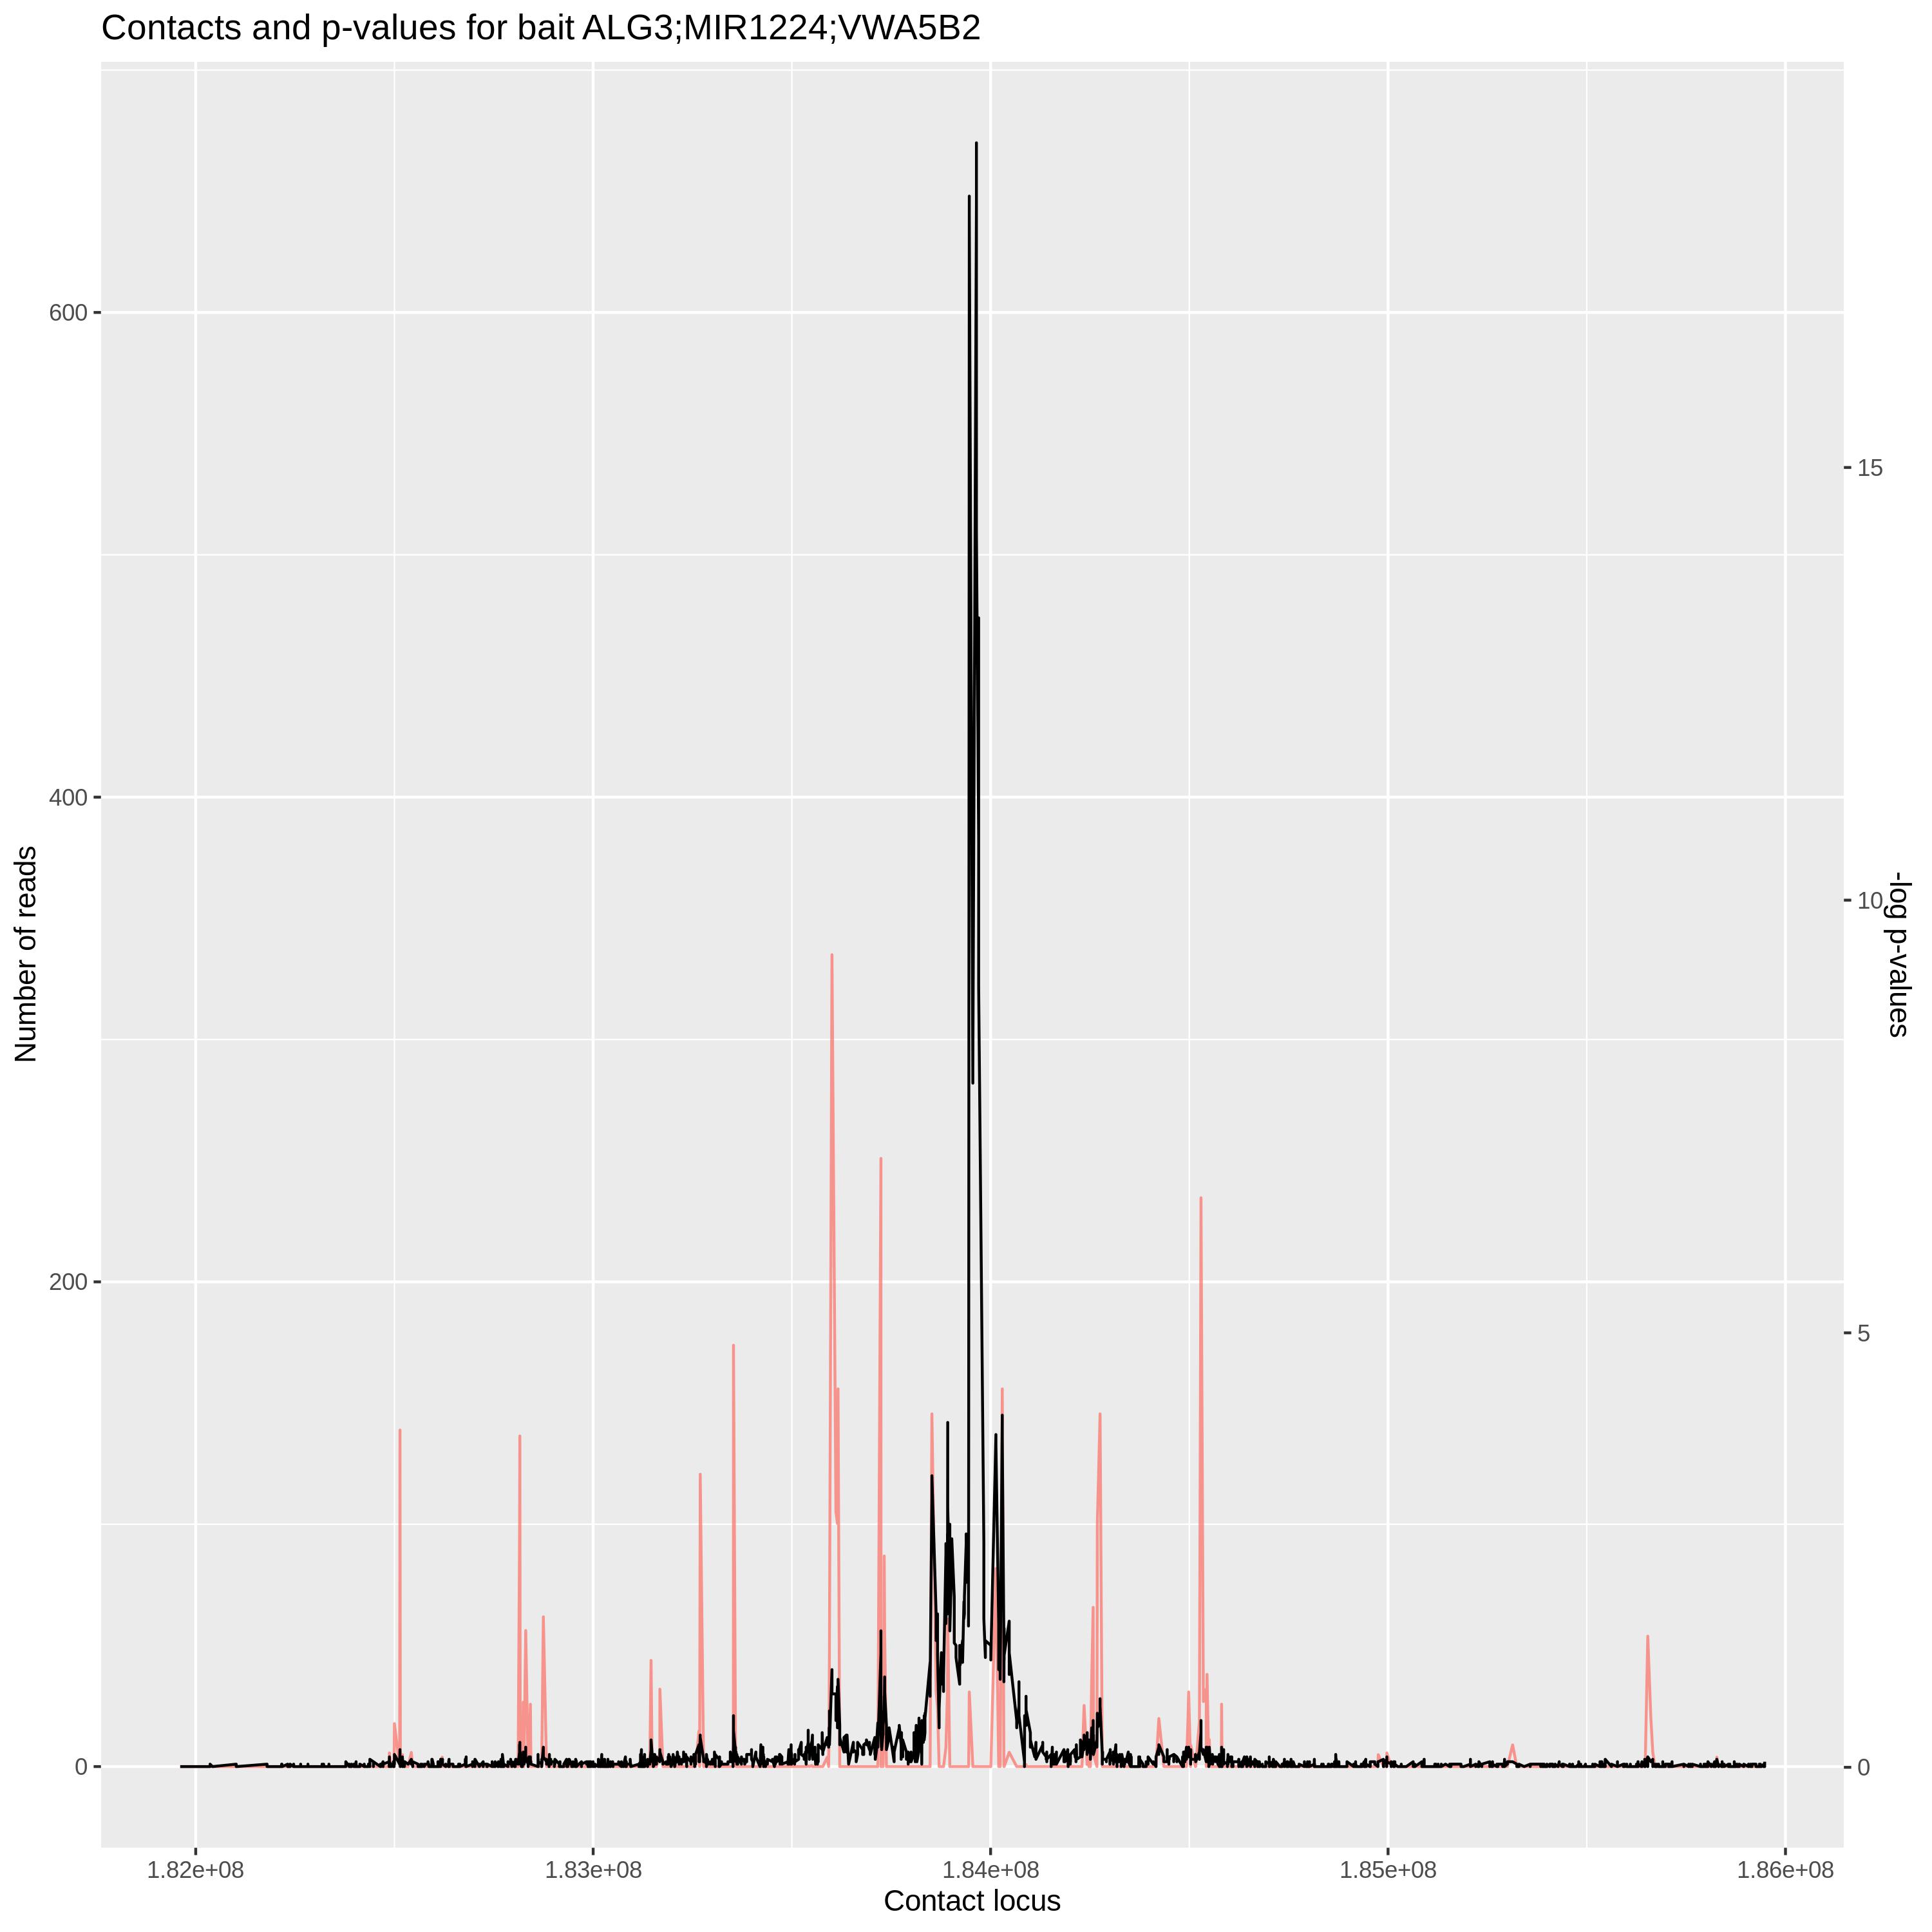 Contacts and p-values for bait ALG3;MIR1224;VWA5B2
600
400
200
0
Number of reads
15
10
5
0
-log p-values
1.82e+08 1.83e+08 1.84e+08 1.85e+08 1.86e+08
Contact locus